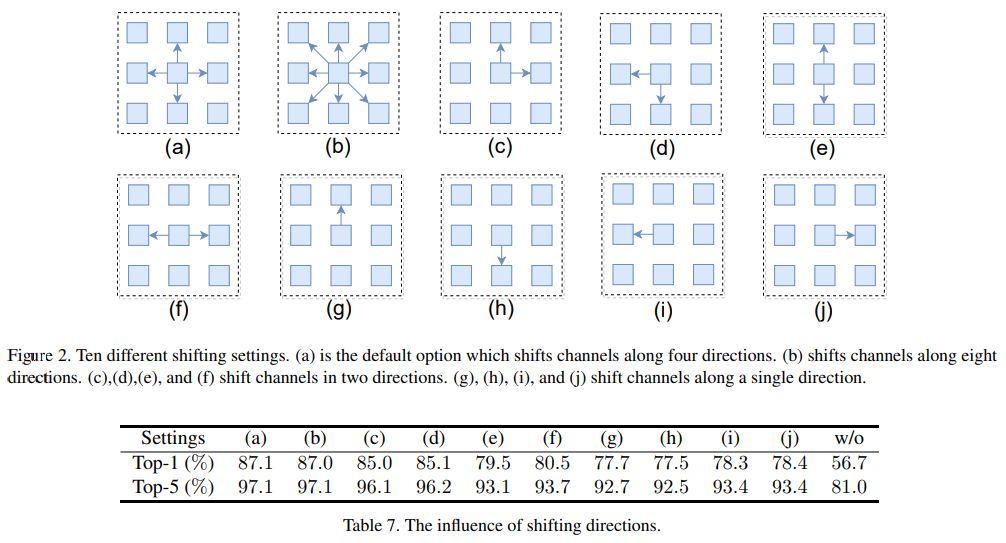 (a) (b) (c) (d) (e)
(f) (g) (h) (i) (j)
Figure 2. Ten different shifting settings. (a) is the default option which shifts channels along four directions. (b) shifts channels along eight
directions. (c),(d),(e), and (f) shift channels in two directions. (g), (h), (i), and (j) shift channels along a single direction.
Settings (a) (b) (c) (d) (e) (f) (g) (h) (i) (j) w/o
Top-1 (%) 87.1 87.0 85.0 85.1 79.5 80.5 77.7 77.5 78.3 78.4 56.7
Top-5 (%) 97.1 97.1 96.1 96.2 93.1 93.7 92.7 92.5 93.4 93.4 81.0
Table 7. The influence of shifting directions.